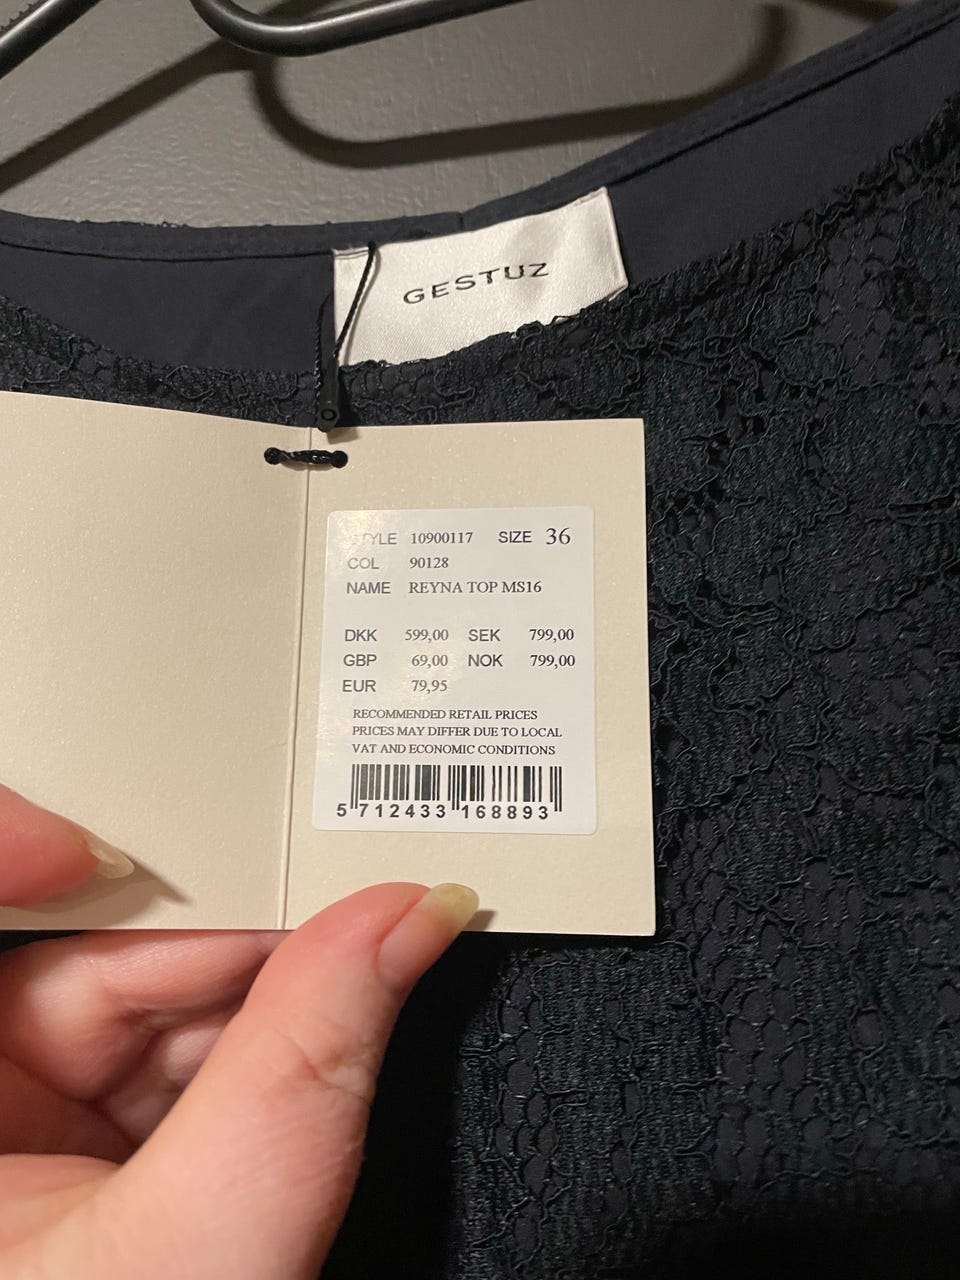 GESTUZ
STYLE 10900117 SIZE 36
COL 90128
NAME REYNA TOP MS16
DKK 599,00 SEK 799,00
GBP 69,00 NOK 799,00
EUR 79,95
RECOMMENDED RETAIL PRICES
PRICES MAY DIFFER DUE TO LOCAL
VAT AND ECONOMIC CONDITIONS
5 712433 168893